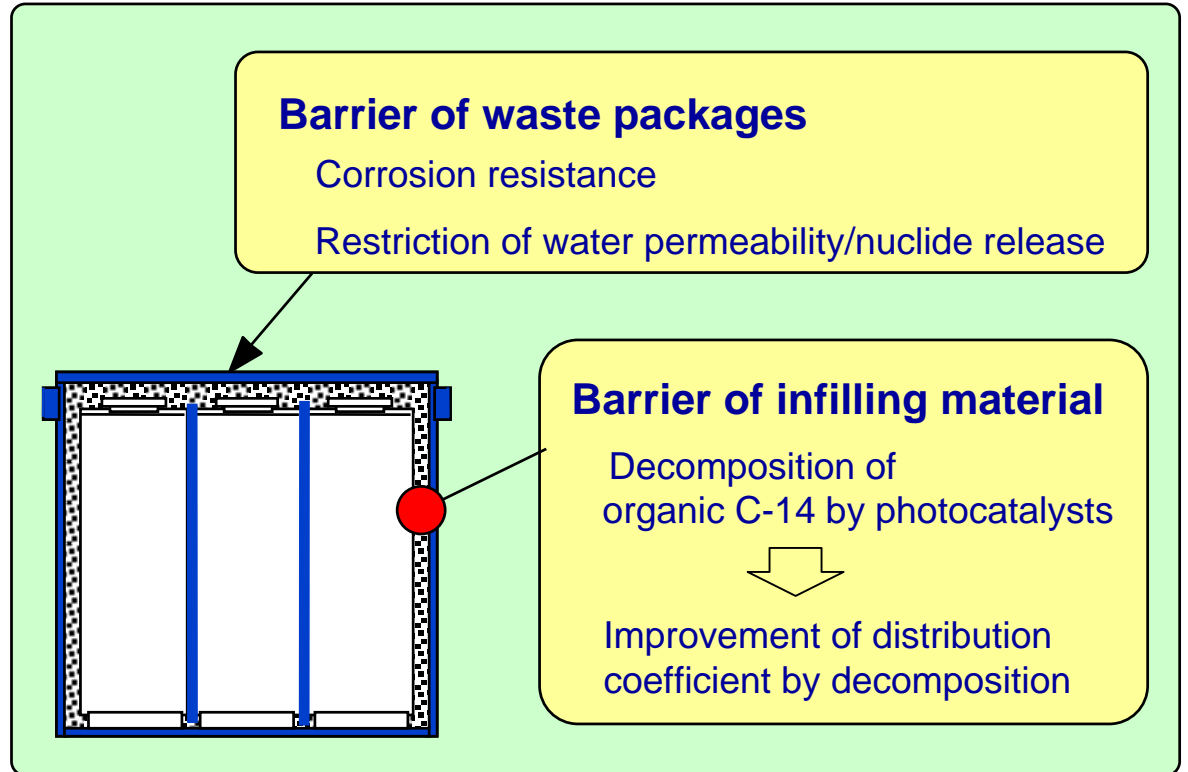 Barrier of waste packages
Corrosion resistance
Restriction of water permeability/nuclide release
Barrier of infilling material
Decomposition of
organic C-14 by photocatalysts
Improvement of distribution
coefficient by decomposition